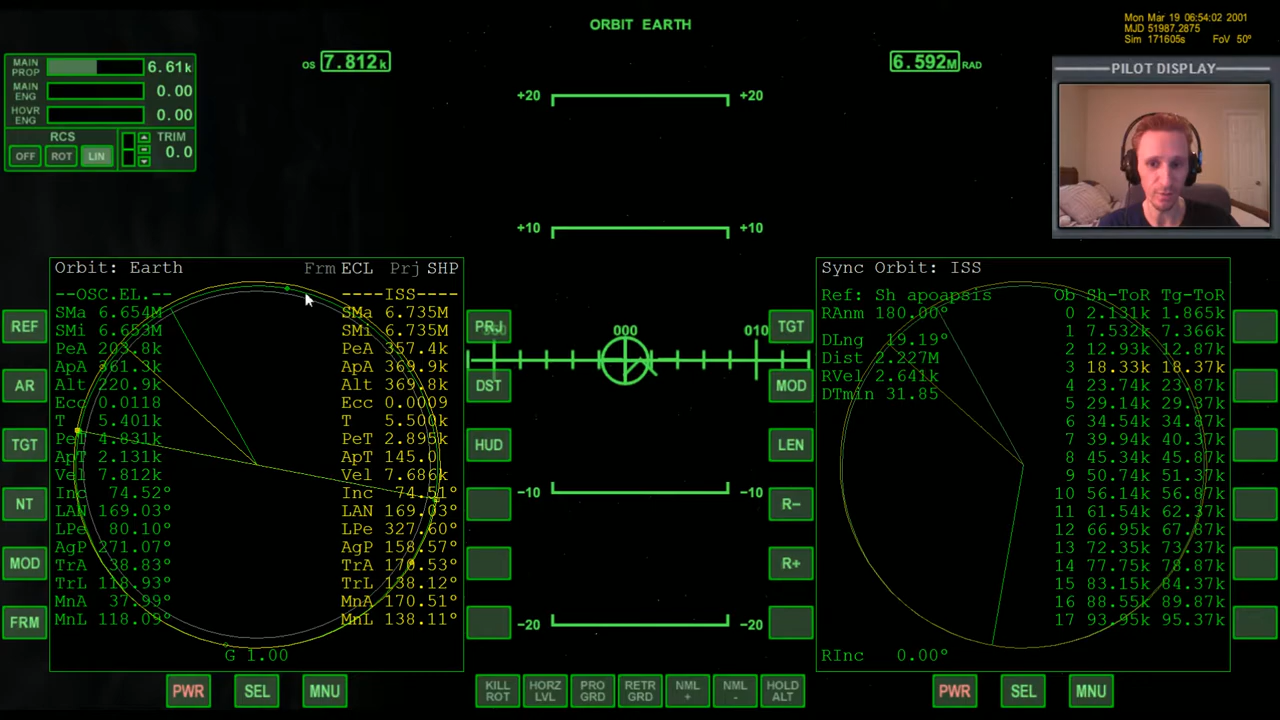 ORBIT EARTH
Mon Mar 19 06:54:02 2001
MJD 51987.2875
Sim 171605s FoV 50°
MAIN PROP 6.61k
MAIN ENG 0.00
HOVR ENG 0.00
RCS TRIM
OFF ROT LIN 0.0
OS 7.812k
6.592M RAD
PILOT DISPLAY
+20 +20
+10 +10
000 010
-10 -10
-20 -20
Orbit: Earth Frm ECL Prj SHP
--OSC.EL.-- ----ISS----
SMa 6.654M SMa 6.735M
SMi 6.653M SMi 6.735M
PeA 203.8k PeA 357.4k
ApA 361.3k ApA 369.9k
Alt 220.9k Alt 369.8k
Ecc 0.0118 Ecc 0.0009
T 5.401k T 5.500k
PeT 4.831k PeT 2.895k
ApT 2.131k ApT 145.0
Vel 7.812k Vel 7.686k
Inc 74.52° Inc 74.51°
LAN 169.03° LAN 169.03°
LPe 80.10° LPe 327.60°
AgP 271.07° AgP 158.57°
TrA 38.83° TrA 170.53°
TrL 118.93° TrL 138.12°
MnA 37.99° MnA 170.51°
MnL 118.09° MnL 138.11°
G 1.00
REF
AR
TGT
NT
MOD
FRM
PRJ
DST
HUD
PWR SEL MNU
KILL ROT
HORZ LVL
PRO GRD
RETR GRD
NML +
NML -
HOLD ALT
TGT
MOD
LEN
R-
R+
Sync Orbit: ISS
Ref: Sh apoapsis
RAnm 180.00°
DLng 19.19°
Dist 2.227M
RVel 2.641k
DTmin 31.85
Ob Sh-ToR Tg-ToR
0 2.131k 1.865k
1 7.532k 7.366k
2 12.93k 12.87k
3 18.33k 18.37k
4 23.74k 23.87k
5 29.14k 29.37k
6 34.54k 34.87k
7 39.94k 40.37k
8 45.34k 45.87k
9 50.74k 51.37k
10 56.14k 56.87k
11 61.54k 62.37k
12 66.95k 67.87k
13 72.35k 73.37k
14 77.75k 78.87k
15 83.15k 84.37k
16 88.55k 89.87k
17 93.95k 95.37k
RInc 0.00°
PWR SEL MNU